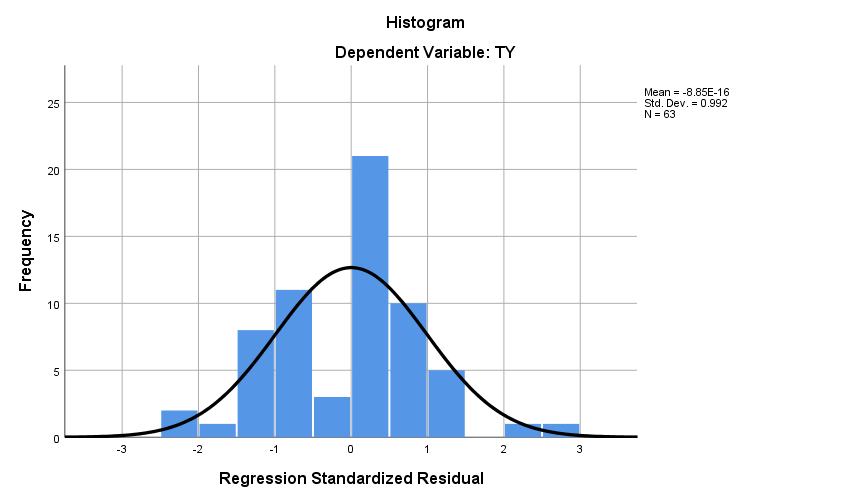 Histogram
Dependent Variable: TY
Mean = -8.85E-16
Std. Dev. = 0.992
N = 63
Frequency
25
20
15
10
5
0
-3 -2 -1 0 1 2 3
Regression Standardized Residual